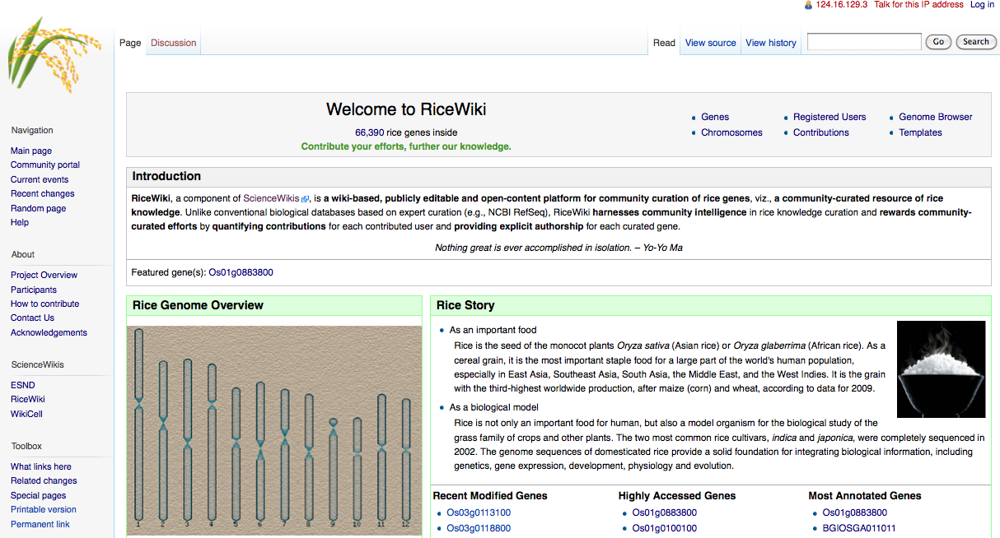 124.16.129.3 Talk for this IP address Log in
Page Discussion Read View source View history Go Search
Welcome to RiceWiki
66,390 rice genes inside
Contribute your efforts, further our knowledge.
Genes Registered Users Genome Browser
Chromosomes Contributions Templates
Navigation
Main page
Community portal
Current events
Recent changes
Random page
Help
About
Project Overview
Participants
How to contribute
Contact Us
Acknowledgements
ScienceWikis
ESND
RiceWiki
WikiCell
Toolbox
What links here
Related changes
Special pages
Printable version
Permanent link
Introduction
RiceWiki, a component of ScienceWikis, is a wiki-based, publicly editable and open-content platform for community curation of rice genes, viz., a community-curated resource of rice
knowledge. Unlike conventional biological databases based on expert curation (e.g., NCBI RefSeq), RiceWiki harnesses community intelligence in rice knowledge curation and rewards community-
curated efforts by quantifying contributions for each contributed user and providing explicit authorship for each curated gene.
Nothing great is ever accomplished in isolation. – Yo-Yo Ma
Featured gene(s): Os01g0883800
Rice Genome Overview
1 2 3 4 5 6 7 8 9 10 11 12
Rice Story
As an important food
Rice is the seed of the monocot plants Oryza sativa (Asian rice) or Oryza glaberrima (African rice). As a
cereal grain, it is the most important staple food for a large part of the world's human population,
especially in East Asia, Southeast Asia, South Asia, the Middle East, and the West Indies. It is the grain
with the third-highest worldwide production, after maize (corn) and wheat, according to data for 2009.
As a biological model
Rice is not only an important food for human, but also a model organism for the biological study of the
grass family of crops and other plants. The two most common rice cultivars, indica and japonica, were completely sequenced in
2002. The genome sequences of domesticated rice provide a solid foundation for integrating biological information, including
genetics, gene expression, development, physiology and evolution.
Recent Modified Genes Highly Accessed Genes Most Annotated Genes
Os03g0113100 Os01g0883800 Os01g0883800
Os03g0118800 Os01g0100100 BGIOSGA011011